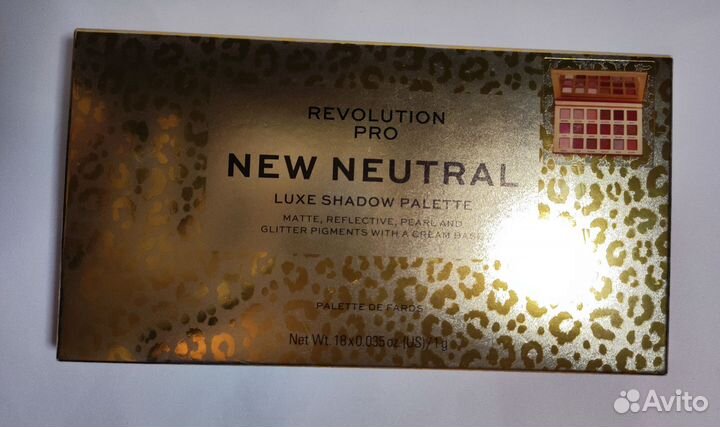 REVOLUTION
PRO
NEW NEUTRAL
LUXE SHADOW PALETTE
MATTE, REFLECTIVE, PEARL AND
GLITTER PIGMENTS WITH A CREAM BASE
PALETTE DE FARDS
Net Wt. 18 x 0.035 oz. (US) / 1 g
Avito